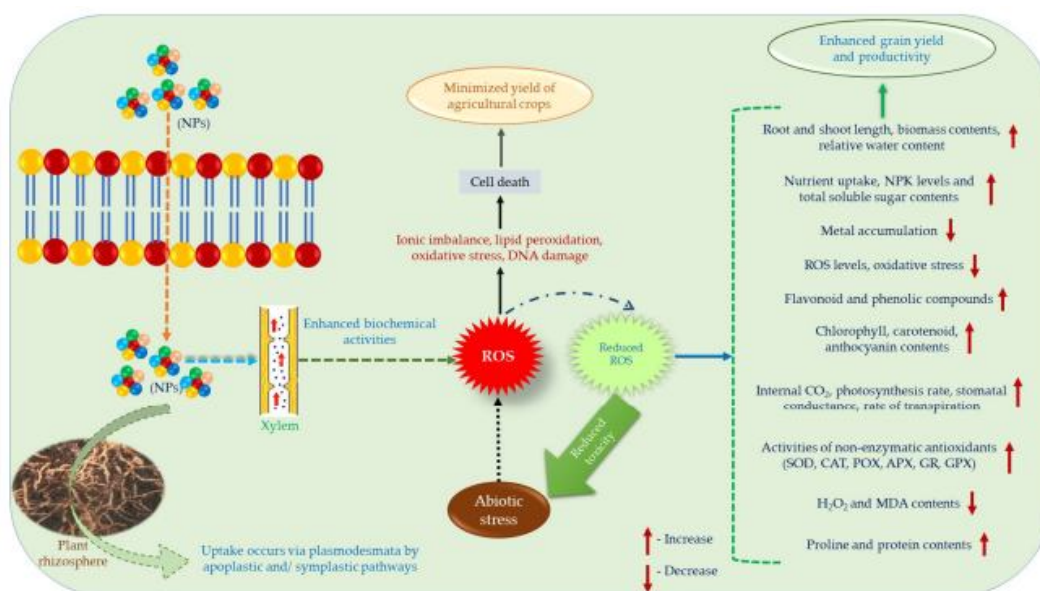 (NPs)
(NPs)
Plant
rhizosphere
Uptake occurs via plasmodesmata by
apoplastic and/ symplastic pathways
Xylem
Enhanced biochemical
activities
Minimized yield of
agricultural crops
Cell death
Ionic imbalance, lipid peroxidation,
oxidative stress, DNA damage
ROS
Reduced
ROS
Reduced
toxicity
Abiotic
stress
- Increase
- Decrease
Enhanced grain yield
and productivity
Root and shoot length, biomass contents,
relative water content
Nutrient uptake, NPK levels and
total soluble sugar contents
Metal accumulation
ROS levels, oxidative stress
Flavonoid and phenolic compounds
Chlorophyll, carotenoid,
anthocyanin contents
Internal CO₂, photosynthesis rate, stomatal
conductance, rate of transpiration
Activities of non-enzymatic antioxidants
(SOD, CAT, POX, APX, GR, GPX)
H₂O₂ and MDA contents
Proline and protein contents